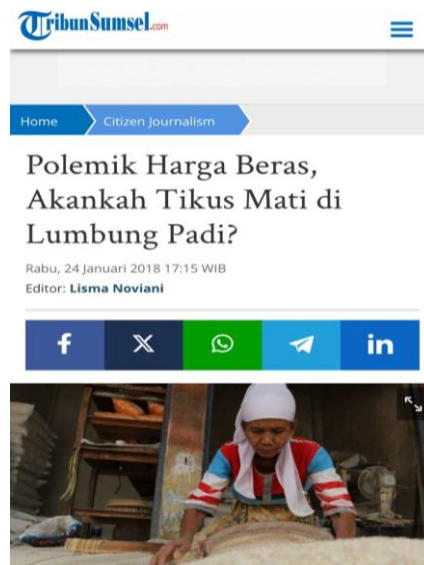 TribunSumsel.com
Home Citizen Journalism
Polemik Harga Beras,
Akankah Tikus Mati di
Lumbung Padi?
Rabu, 24 Januari 2018 17:15 WIB
Editor: Lisma Noviani